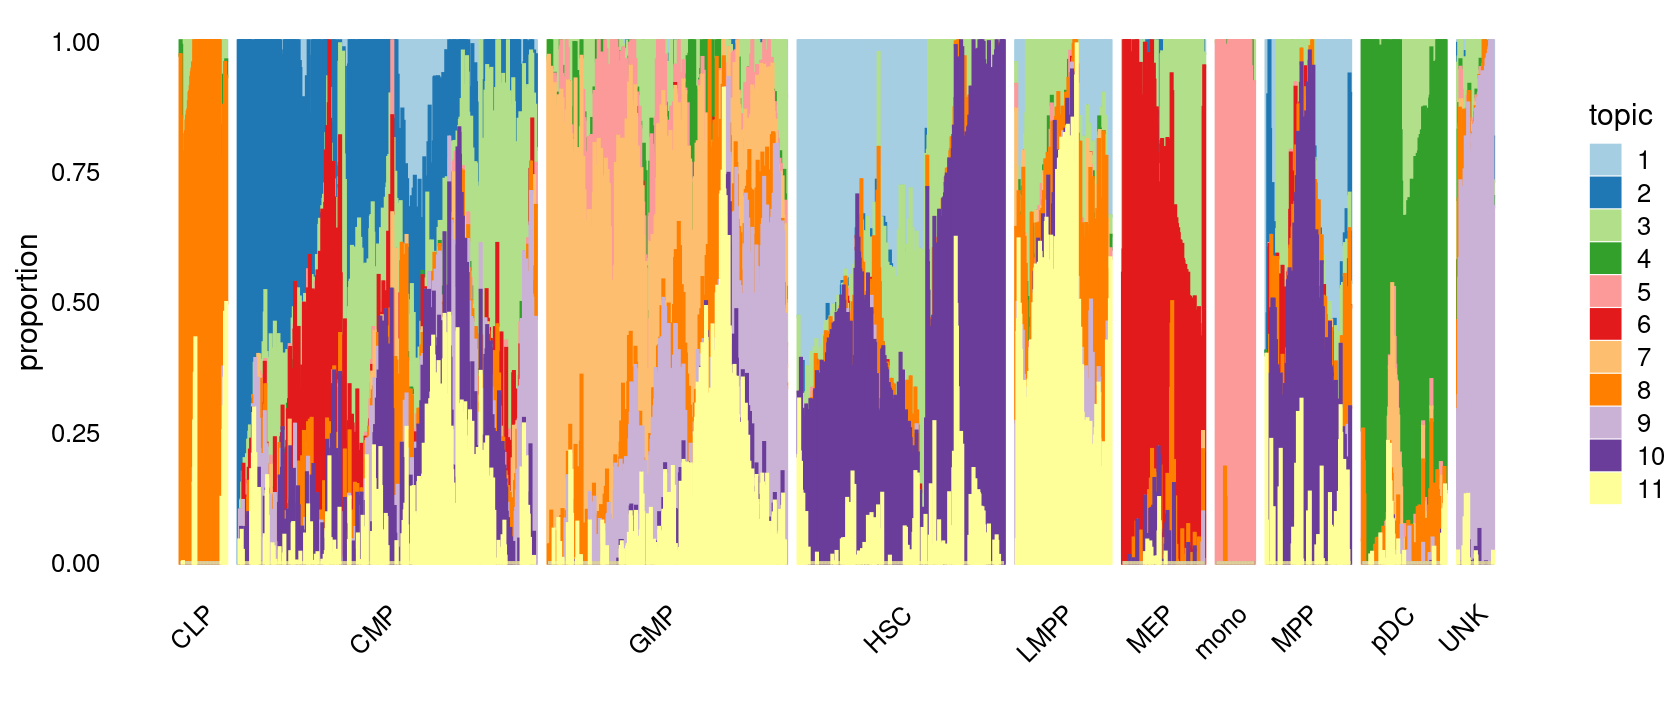 1.00
0.75
0.50
0.25
0.00
proportion
CLP
CMP
GMP
HSC
LMPP
MEP
mono
MPP
pDC
UNK
topic
1
2
3
4
5
6
7
8
9
10
11